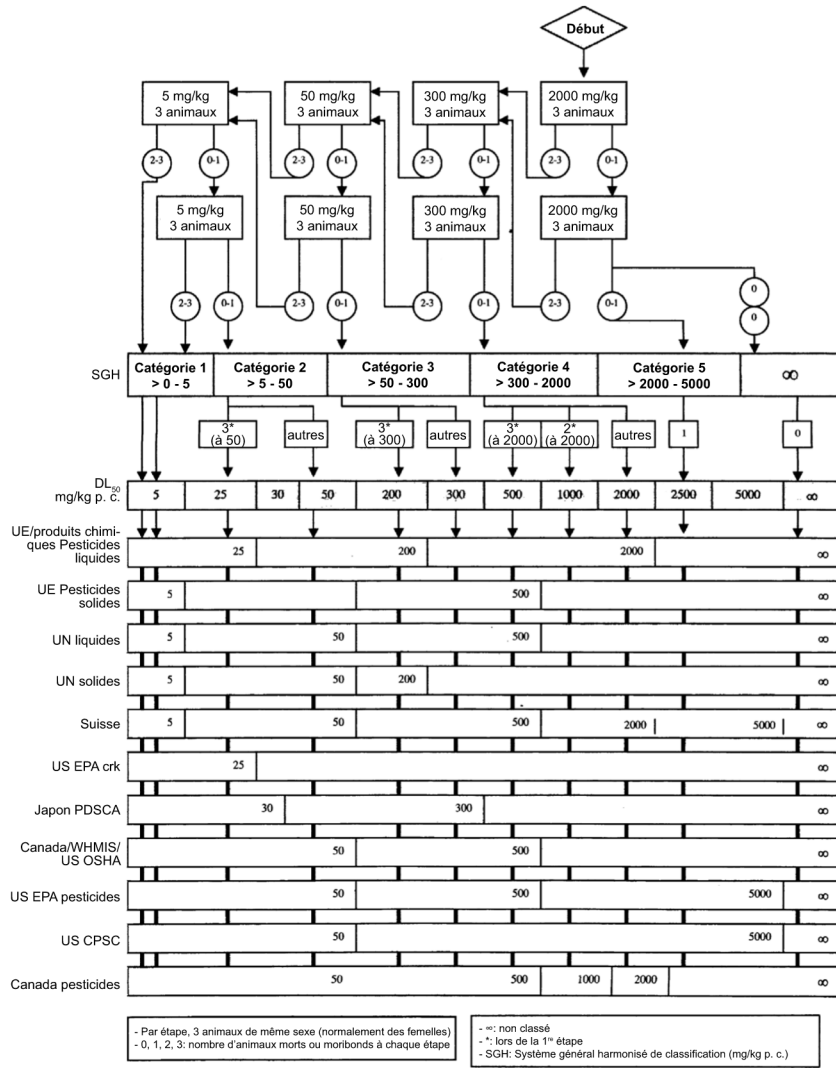 Début
5 mg/kg
3 animaux
50 mg/kg
3 animaux
300 mg/kg
3 animaux
2000 mg/kg
3 animaux
2-3
0-1
2-3
0-1
2-3
0-1
2-3
0-1
5 mg/kg
3 animaux
50 mg/kg
3 animaux
300 mg/kg
3 animaux
2000 mg/kg
3 animaux
2-3
0-1
2-3
0-1
2-3
0-1
2-3
0-1
0
0
SGH
Catégorie 1
> 0 - 5
Catégorie 2
> 5 - 50
Catégorie 3
> 50 - 300
Catégorie 4
> 300 - 2000
Catégorie 5
> 2000 - 5000
∞
3*
(à 50)
autres
3*
(à 300)
autres
3*
(à 2000)
2*
(à 2000)
autres
1
0
DL50
mg/kg p. c.
5 25 30 50 200 300 500 1000 2000 2500 5000 ∞
UE/produits chimi-
ques Pesticides
liquides
25 200 2000 ∞
UE Pesticides
solides
5 500 ∞
UN liquides 5 50 500 ∞
UN solides 5 50 200 ∞
Suisse 5 50 500 2000 5000 ∞
US EPA crk 25 ∞
Japon PDSCA 30 300 ∞
Canada/WHMIS/
US OSHA
50 500 ∞
US EPA pesticides 50 500 5000 ∞
US CPSC 50 5000 ∞
Canada pesticides 50 500 1000 2000 ∞
- Par étape, 3 animaux de même sexe (normalement des femelles)
- 0, 1, 2, 3: nombre d'animaux morts ou moribonds à chaque étape
- ∞: non classé
- *: lors de la 1re étape
- SGH: Système général harmonisé de classification (mg/kg p. c.)